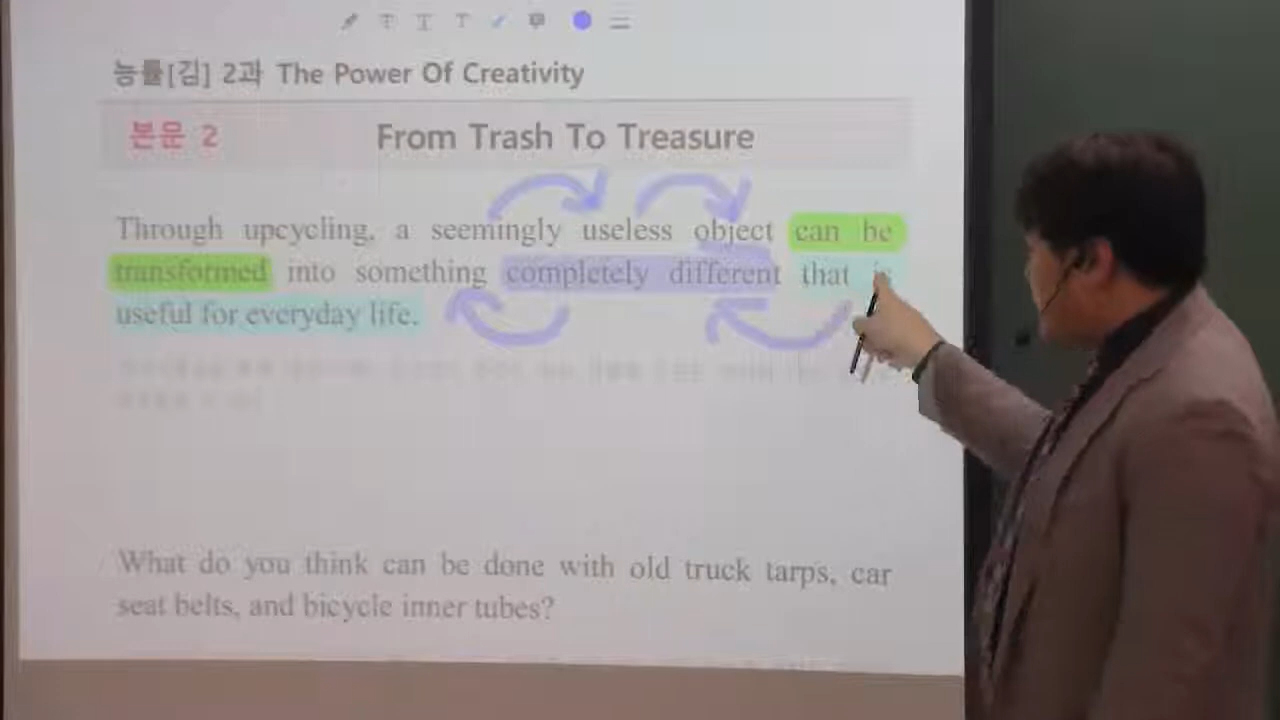 능률[김] 2과 The Power Of Creativity
본문 2 From Trash To Treasure
Through upcycling, a seemingly useless object can be
transformed into something completely different that is
useful for everyday life.
What do you think can be done with old truck tarps, car
seat belts, and bicycle inner tubes?